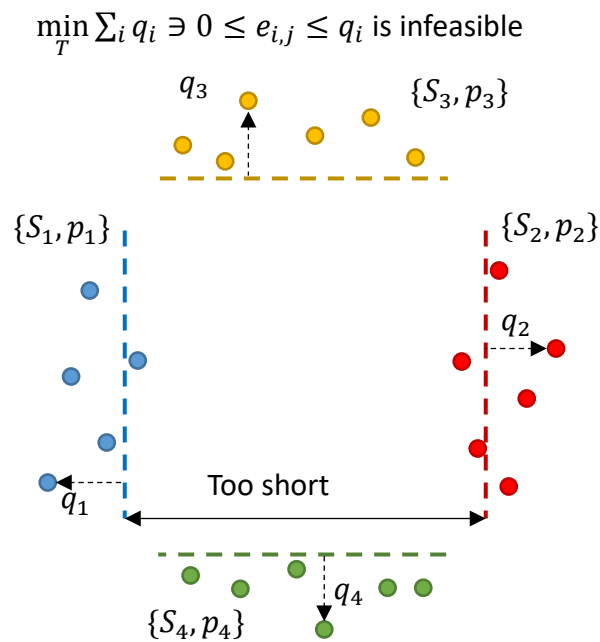 min_T ∑_i q_i ∋ 0 ≤ e_{i,j} ≤ q_i is infeasible
q_3 {S_3, p_3}
{S_1, p_1} {S_2, p_2}
q_2
Too short
q_1
q_4
{S_4, p_4}